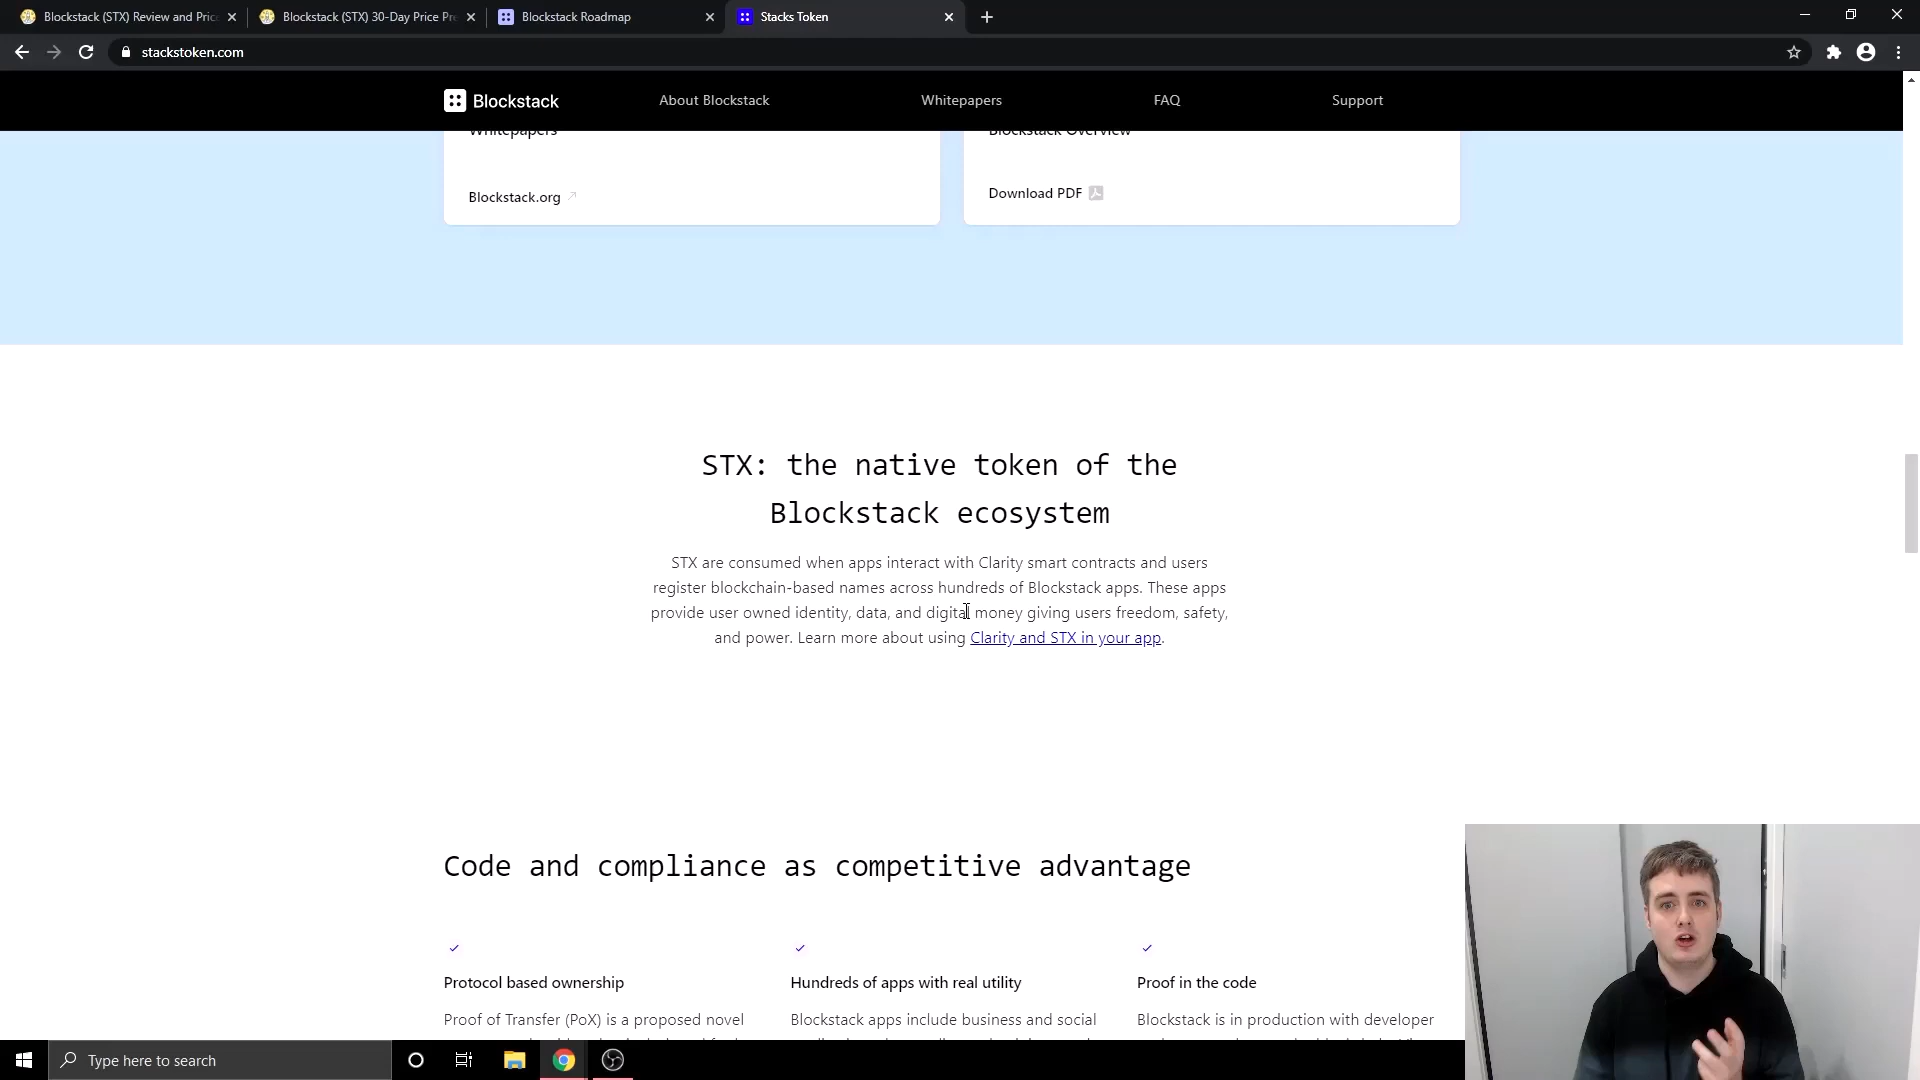 Blockstack (STX) Review and Pric
Blockstack (STX) 30-Day Price Pre
Blockstack Roadmap
Stacks Token
stackstoken.com
Blockstack
About Blockstack
Whitepapers
FAQ
Support
Whitepapers
Blockstack Overview
Blockstack.org
Download PDF
STX: the native token of the
Blockstack ecosystem
STX are consumed when apps interact with Clarity smart contracts and users
register blockchain-based names across hundreds of Blockstack apps. These apps
provide user owned identity, data, and digital money giving users freedom, safety,
and power. Learn more about using Clarity and STX in your app.
Code and compliance as competitive advantage
Protocol based ownership
Hundreds of apps with real utility
Proof in the code
Proof of Transfer (PoX) is a proposed novel
Blockstack apps include business and social
Blockstack is in production with developer
Type here to search